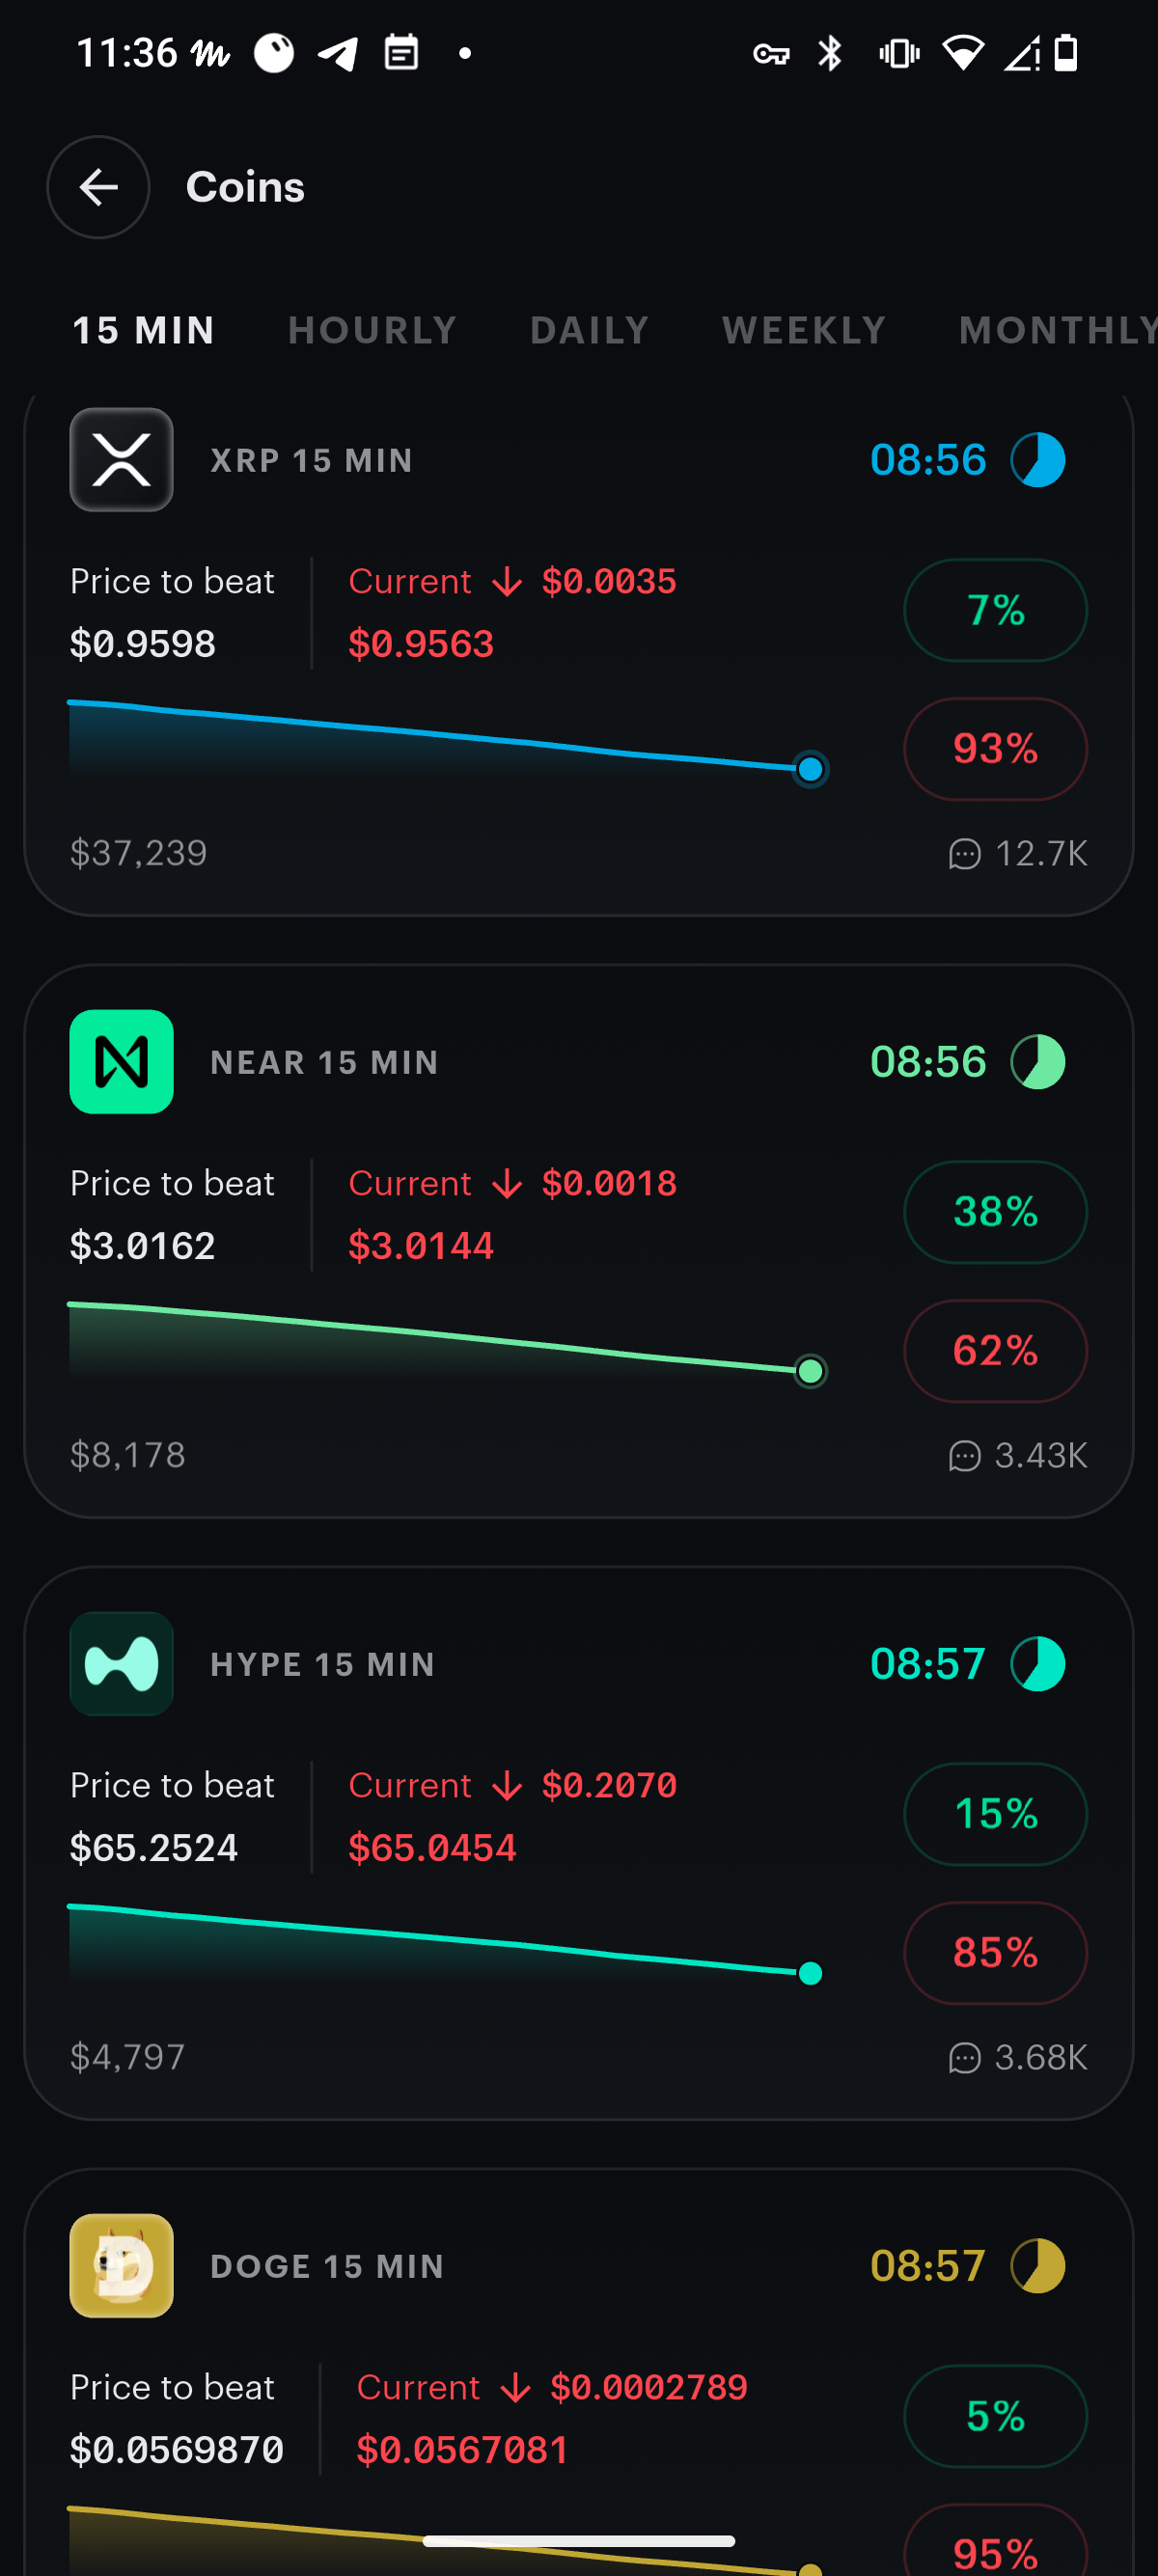 11:36
Coins
15 MIN HOURLY DAILY WEEKLY MONTHLY
XRP 15 MIN 08:56
Price to beat Current ↓ $0.0035 7%
$0.9598 $0.9563
93%
$37,239 12.7K
NEAR 15 MIN 08:56
Price to beat Current ↓ $0.0018 38%
$3.0162 $3.0144
62%
$8,178 3.43K
HYPE 15 MIN 08:57
Price to beat Current ↓ $0.2070 15%
$65.2524 $65.0454
85%
$4,797 3.68K
DOGE 15 MIN 08:57
Price to beat Current ↓ $0.0002789 5%
$0.0569870 $0.0567081
95%